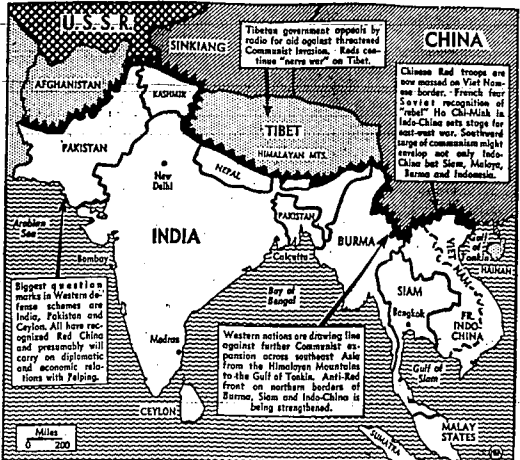 U.S.S.R.
SINKIANG
CHINA
Tibetan government appeals by
radio for aid against threatened
Communist invasion. Reds con-
tinue "nerve war" on Tibet.
Chinese Red troops are
now massed on Viet Nam-
ese border. French fear
Soviet recognition of
"rebel" Ho Chi-Minh in
Indo-China sets stage for
east-west war. Southward
surge of communism might
envelop not only Indo-
China but Siam, Malaya,
Burma and Indonesia.
AFGHANISTAN
KASHMIR
PAKISTAN
TIBET
HIMALAYAN MTS.
NEPAL
New
Delhi
PAKISTAN
Arabian
Sea
INDIA
BURMA
Calcutta
Bombay
VIET NAM
Gulf
of
Tonkin
HAINAN
Biggest question
marks in Western de-
fense schemes are
India, Pakistan and
Ceylon. All have rec-
ognized Red China
and presumably will
carry on diplomatic
and economic rela-
tions with Peiping.
Bay of
Bengal
SIAM
Bangkok
FR.
INDO-
CHINA
Madras
Western nations are drawing line
against further Communist ex-
pansion across southeast Asia
from the Himalayan Mountains
to the Gulf of Tonkin. Anti-Red
front on northern borders of
Burma, Siam and Indo-China is
being strengthened.
Gulf of
Siam
CEYLON
Miles
0 200
SUMATRA
MALAY
STATES